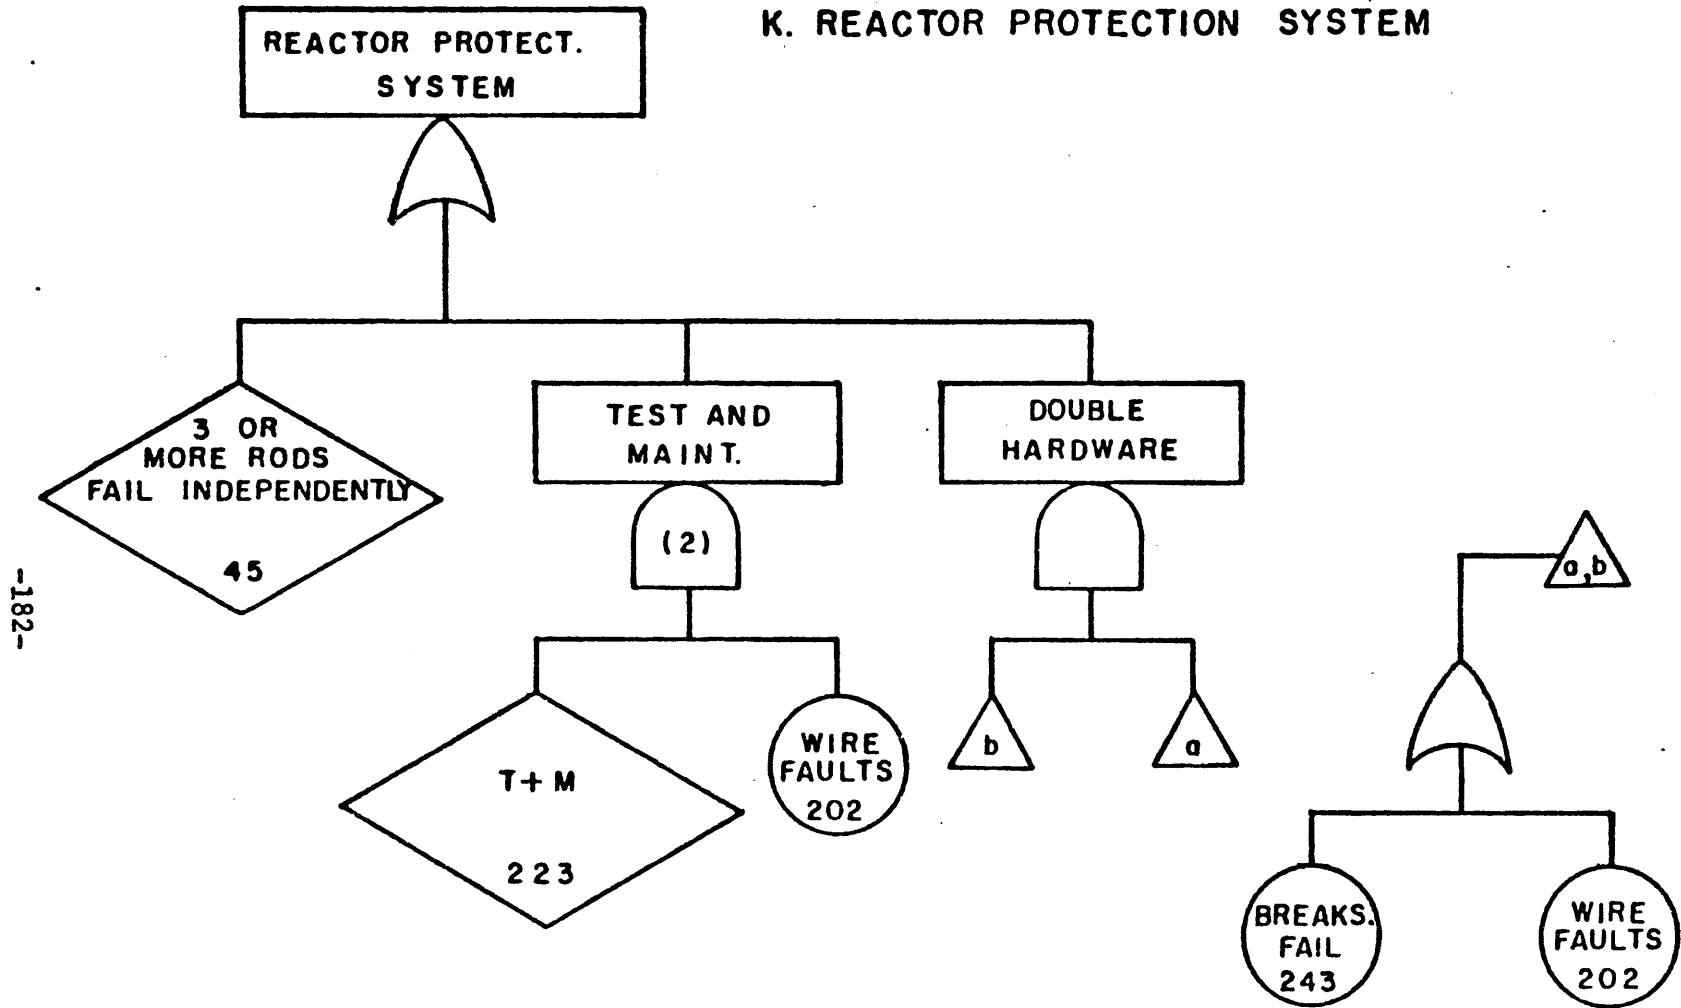 K. REACTOR PROTECTION SYSTEM
REACTOR PROTECT.
SYSTEM
3 OR
MORE RODS
FAIL INDEPENDENTLY
45
TEST AND
MAINT.
(2)
DOUBLE
HARDWARE
T+M
223
WIRE
FAULTS
202
b
a
a,b
BREAKS.
FAIL
243
WIRE
FAULTS
202
-182-